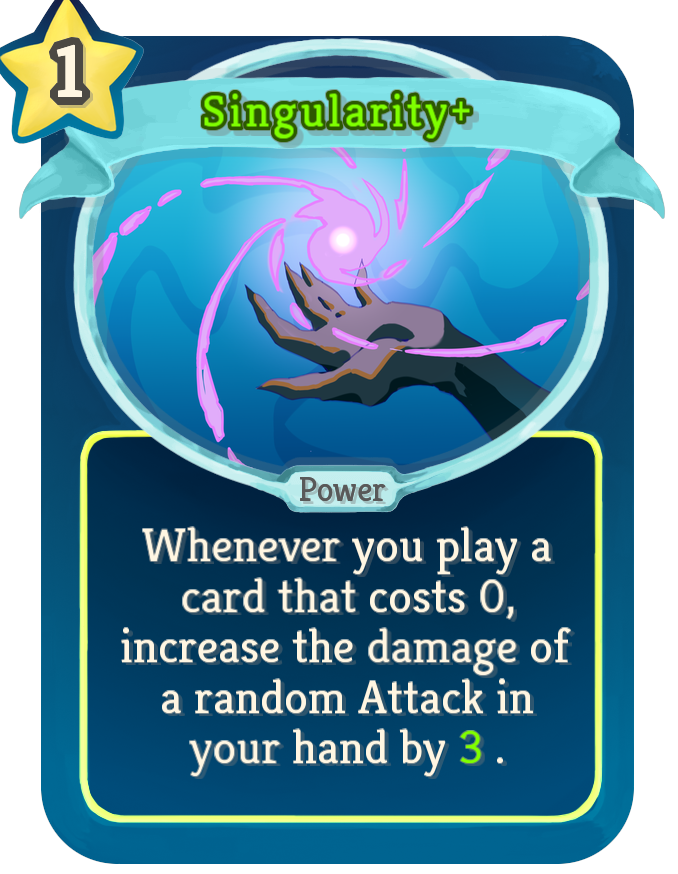 1
Singularity+
Power
Whenever you play a
card that costs 0,
increase the damage of
a random Attack in
your hand by 3 .